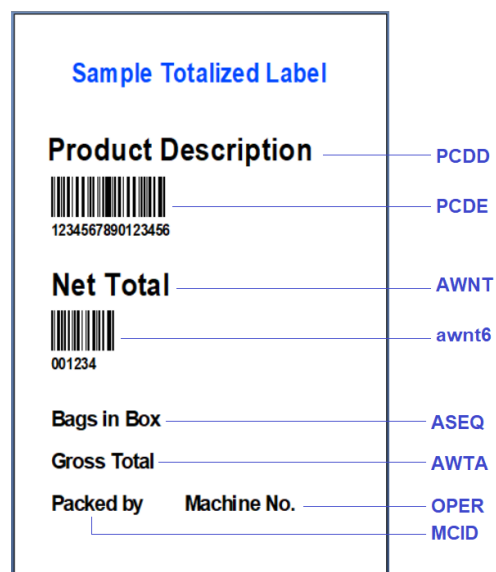 Sample Totalized Label
Product Description PCDD
PCDE
1234567890123456
Net Total AWNT
awnt6
001234
Bags in Box ASEQ
Gross Total AWTA
Packed by Machine No. OPER
MCID